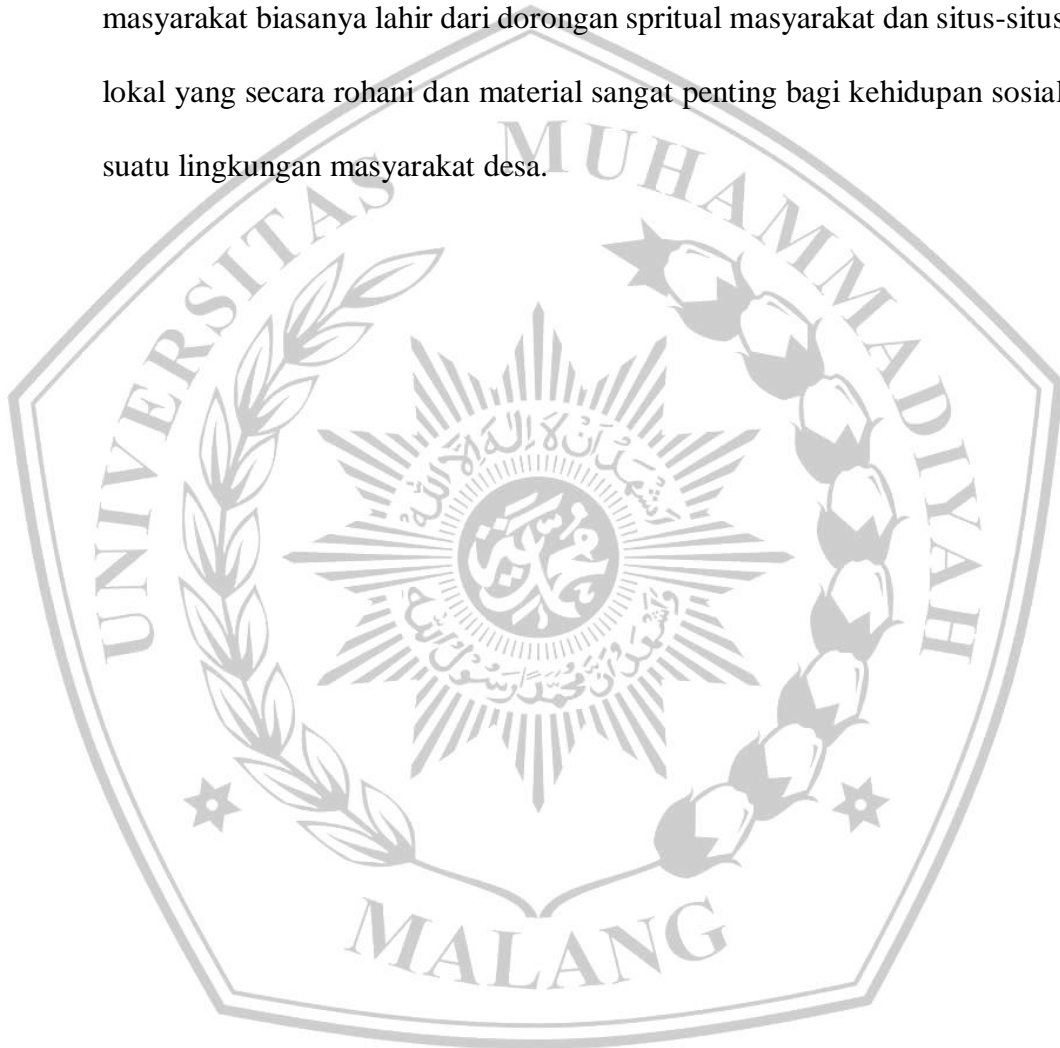 masyarakat biasanya lahir dari dorongan spritual masyarakat dan situs-situs
lokal yang secara rohani dan material sangat penting bagi kehidupan sosial
suatu lingkungan masyarakat desa.
UNIVERSITAS MUHAMMADIYAH
MALANG